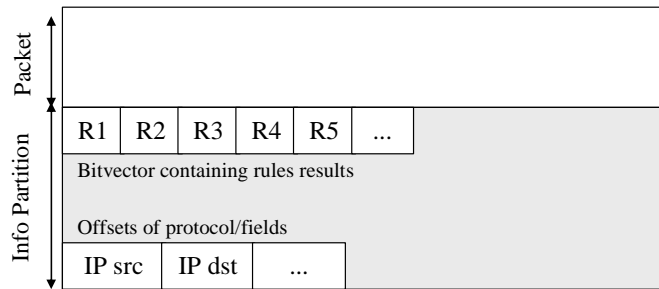 Packet
Info Partition
R1 R2 R3 R4 R5 ...
Bitvector containing rules results
Offsets of protocol/fields
IP src IP dst ...